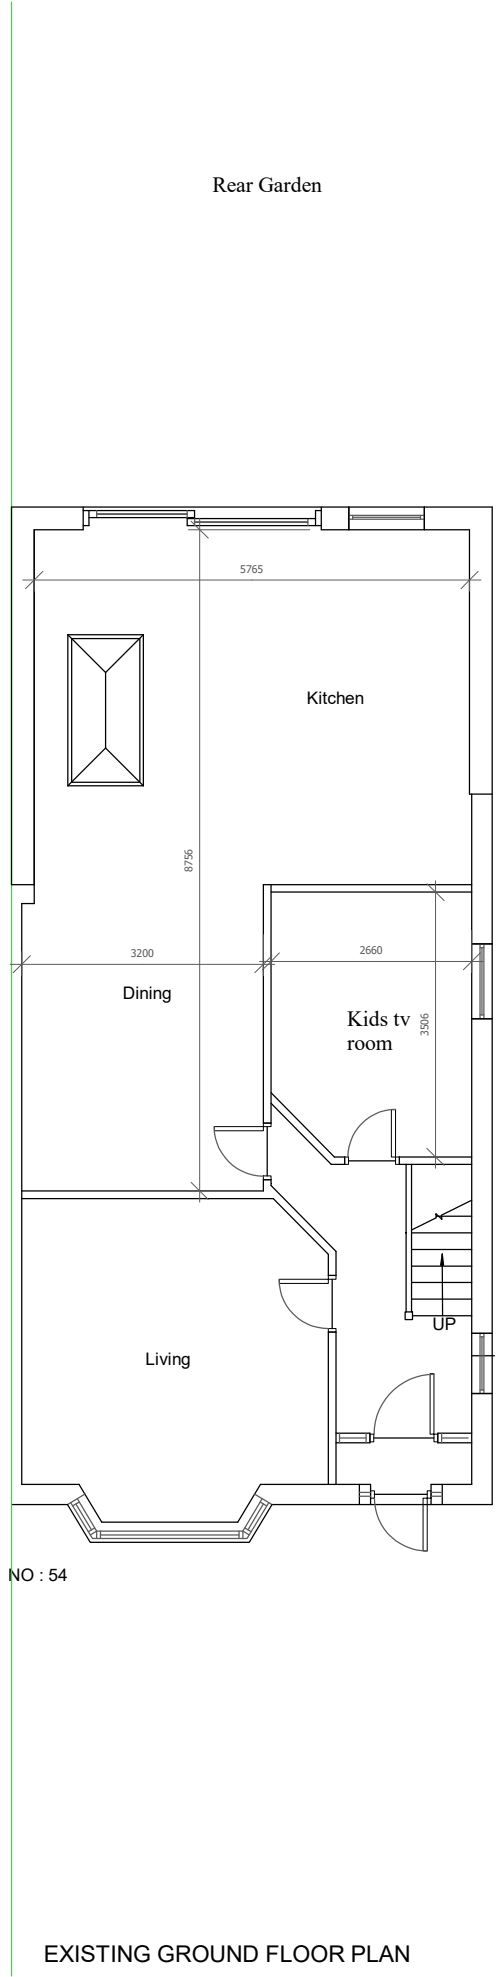 Rear Garden
5765
Kitchen
8756
3200
2660
Dining
Kids tv
room
3506
UP
Living
NO : 54
EXISTING GROUND FLOOR PLAN